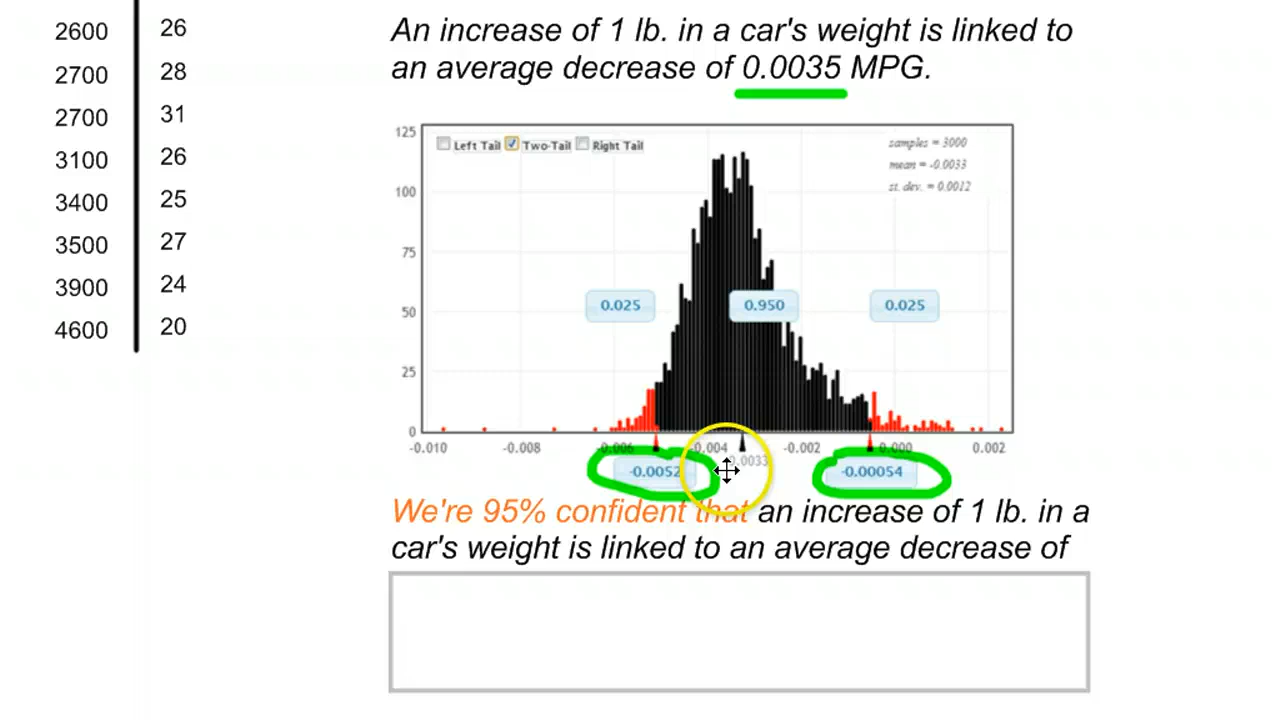 2600 26
2700 28
2700 31
3100 26
3400 25
3500 27
3900 24
4600 20
An increase of 1 lb. in a car's weight is linked to
an average decrease of 0.0035 MPG.
125
Left Tail Two-Tail Right Tail
samples = 3000
mean = -0.0033
st. dev. = 0.0012
100
75
50
25
0
0.025 0.950 0.025
-0.010 -0.008 -0.006 -0.004 -0.002 0.000 0.002
-0.0052 0.0033 -0.00054
We're 95% confident that an increase of 1 lb. in a
car's weight is linked to an average decrease of